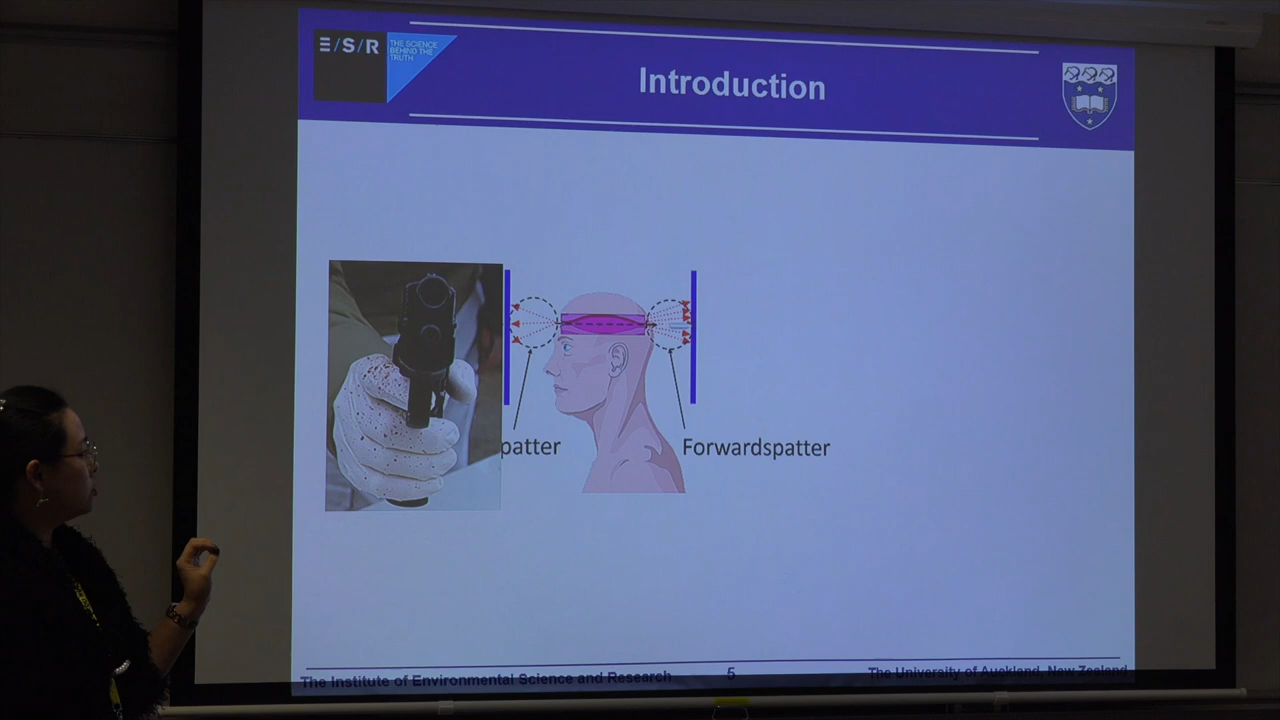 E/S/R
THE SCIENCE
BEHIND THE
TRUTH
Introduction
patter
Forwardspatter
The Institute of Environmental Science and Research
5
The University of Auckland, New Zealand